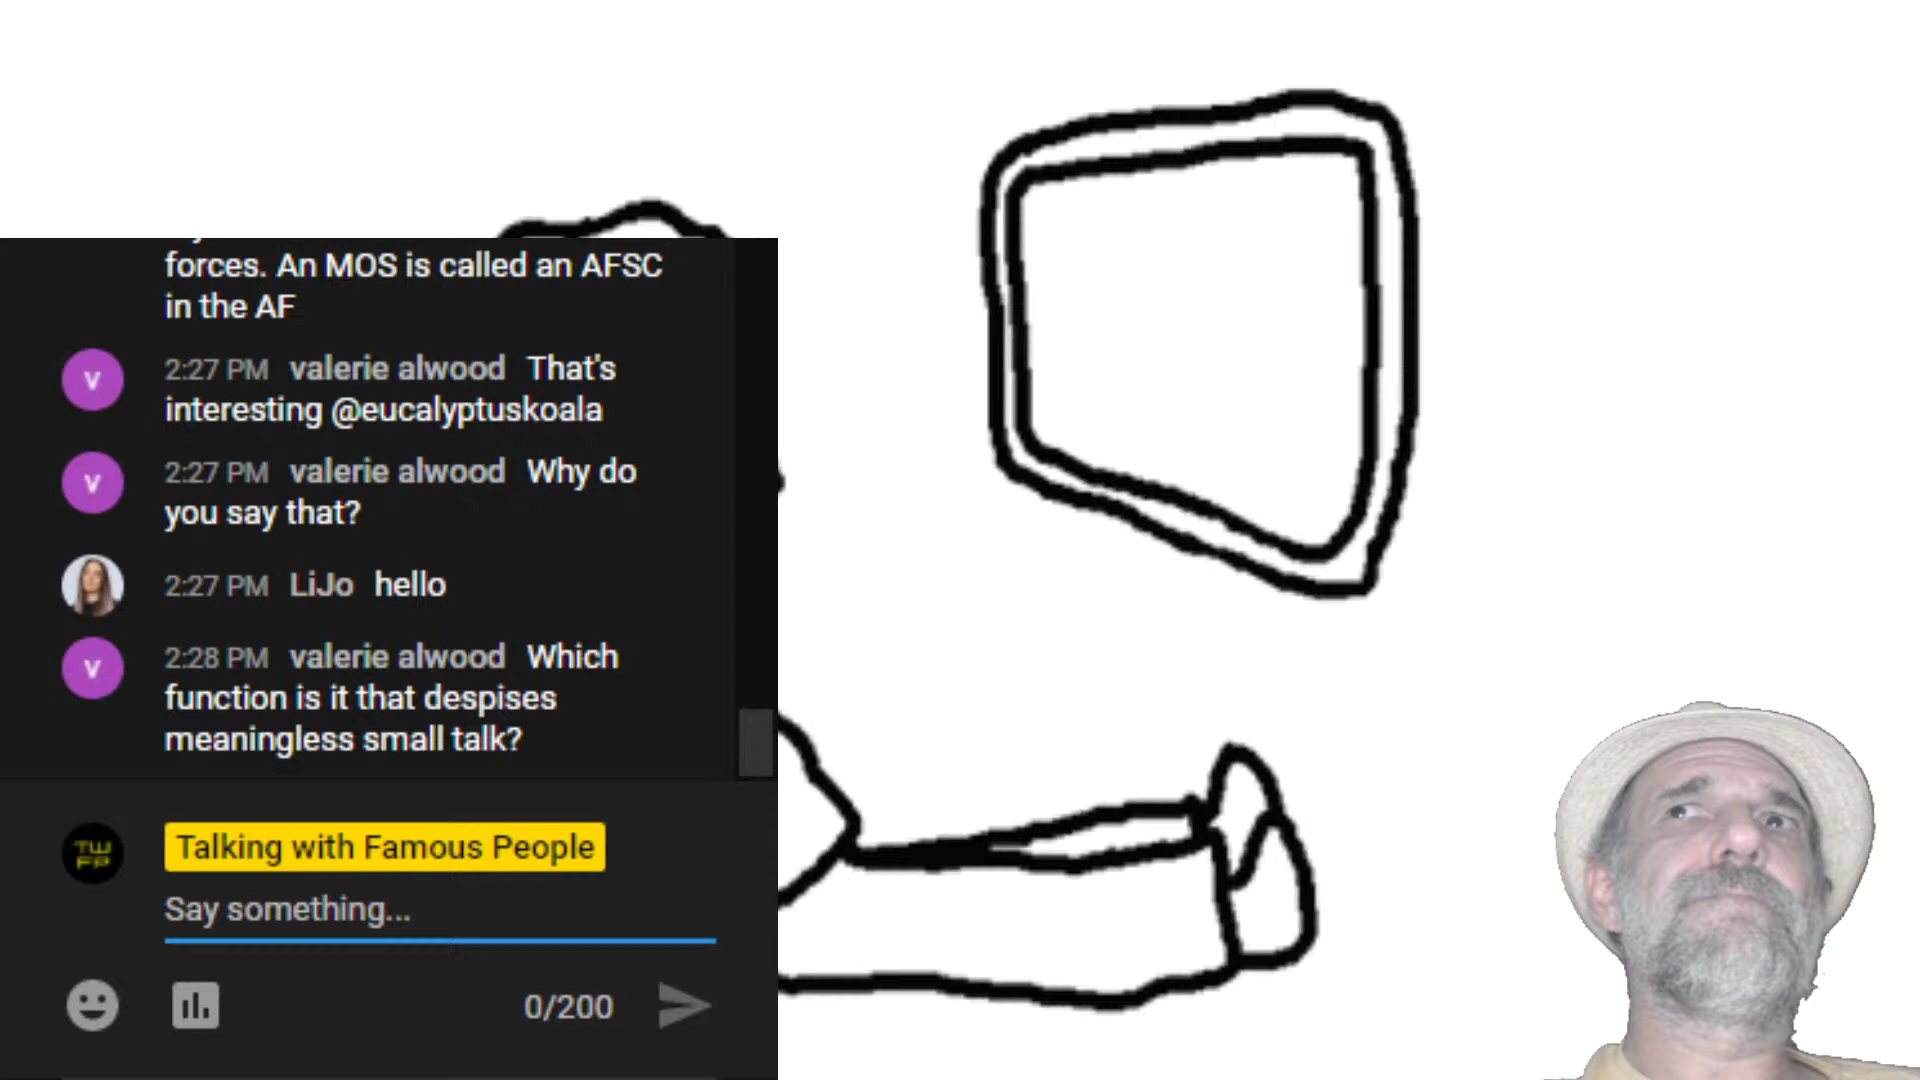 forces. An MOS is called an AFSC
in the AF
V
2:27 PM valerie alwood That's
interesting @eucalyptuskoala
V
2:27 PM valerie alwood Why do
you say that?
2:27 PM LiJo hello
V
2:28 PM valerie alwood Which
function is it that despises
meaningless small talk?
TW
FP
Talking with Famous People
Say something...
0/200